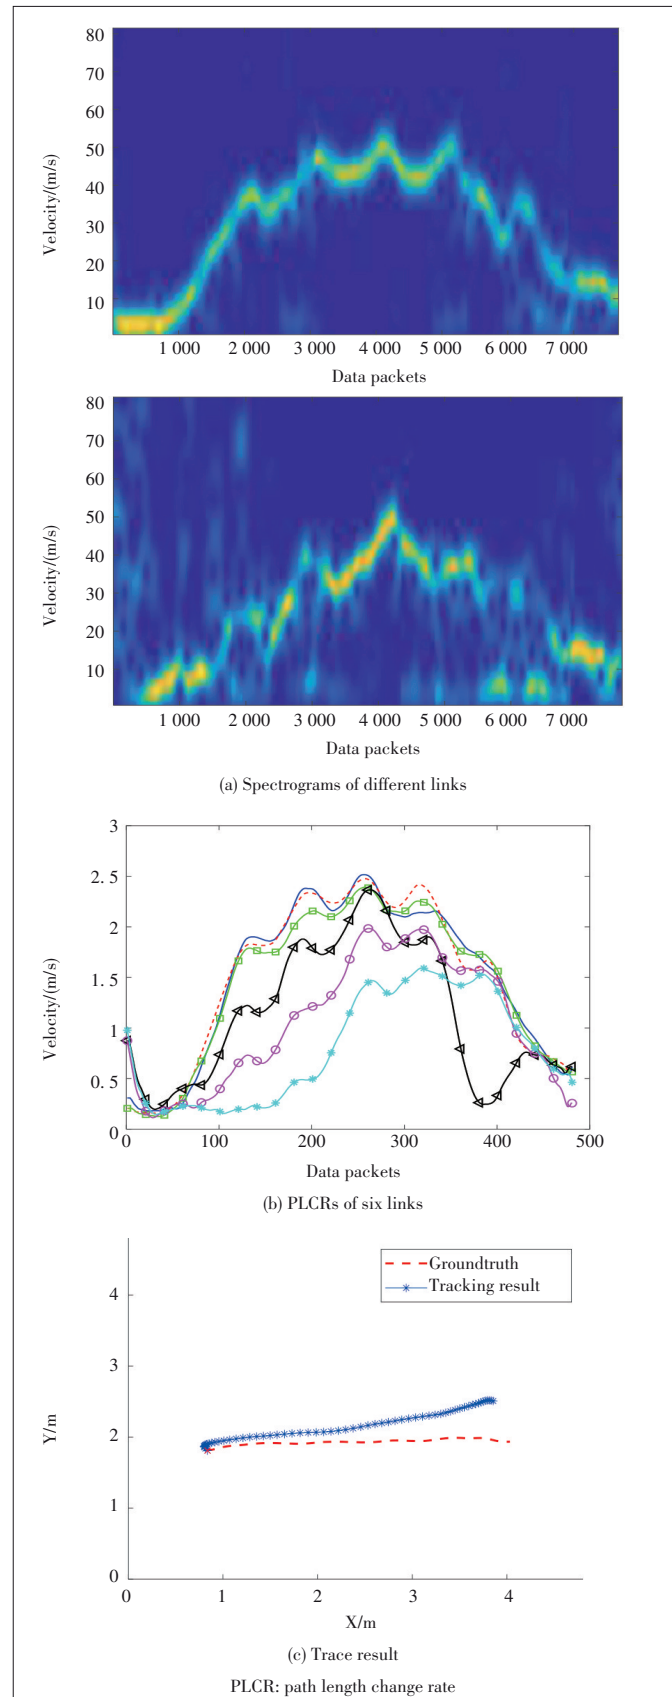 80
70
60
50
40
30
20
10
Velocity/(m/s)
1 000 2 000 3 000 4 000 5 000 6 000 7 000
Data packets
80
70
60
50
40
30
20
10
Velocity/(m/s)
1 000 2 000 3 000 4 000 5 000 6 000 7 000
Data packets
(a) Spectrograms of different links
3
2. 5
2
1.5
1
0.5
0
Velocity/(m/s)
0 100 200 300 400 500
Data packets
(b) PLCRs of six links
Groundtruth
Tracking result
4
3
2
1
0
Y/m
0 1 2 3 4
X/m
(c) Trace result
PLCR: path length change rate